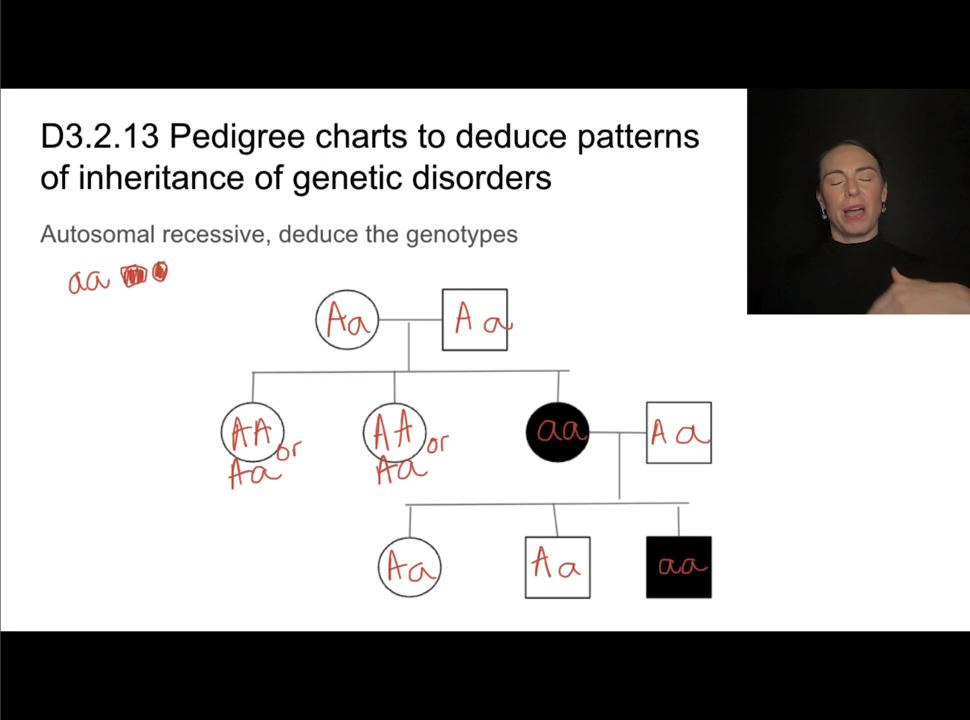 D3.2.13 Pedigree charts to deduce patterns
of inheritance of genetic disorders
Autosomal recessive, deduce the genotypes
aa
Aa
Aa
AA or
Aa
AA or
Aa
aa
Aa
Aa
Aa
aa